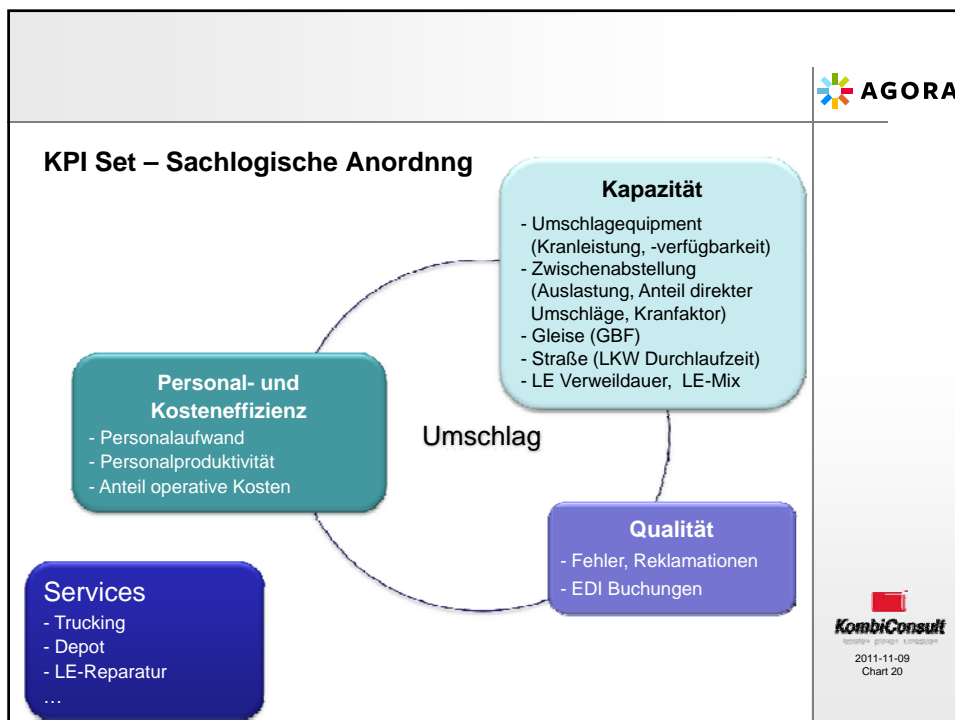 AGORA
KPI Set – Sachlogische Anordnng
Kapazität
- Umschlagequipment
(Kranleistung, -verfügbarkeit)
- Zwischenabstellung
(Auslastung, Anteil direkter
Umschläge, Kranfaktor)
- Gleise (GBF)
- Straße (LKW Durchlaufzeit)
- LE Verweildauer, LE-Mix
Personal- und
Kosteneffizienz
- Personalaufwand
- Personalproduktivität
- Anteil operative Kosten
Umschlag
Qualität
- Fehler, Reklamationen
- EDI Buchungen
Services
- Trucking
- Depot
- LE-Reparatur
…
KombiConsult
2011-11-09
Chart 20